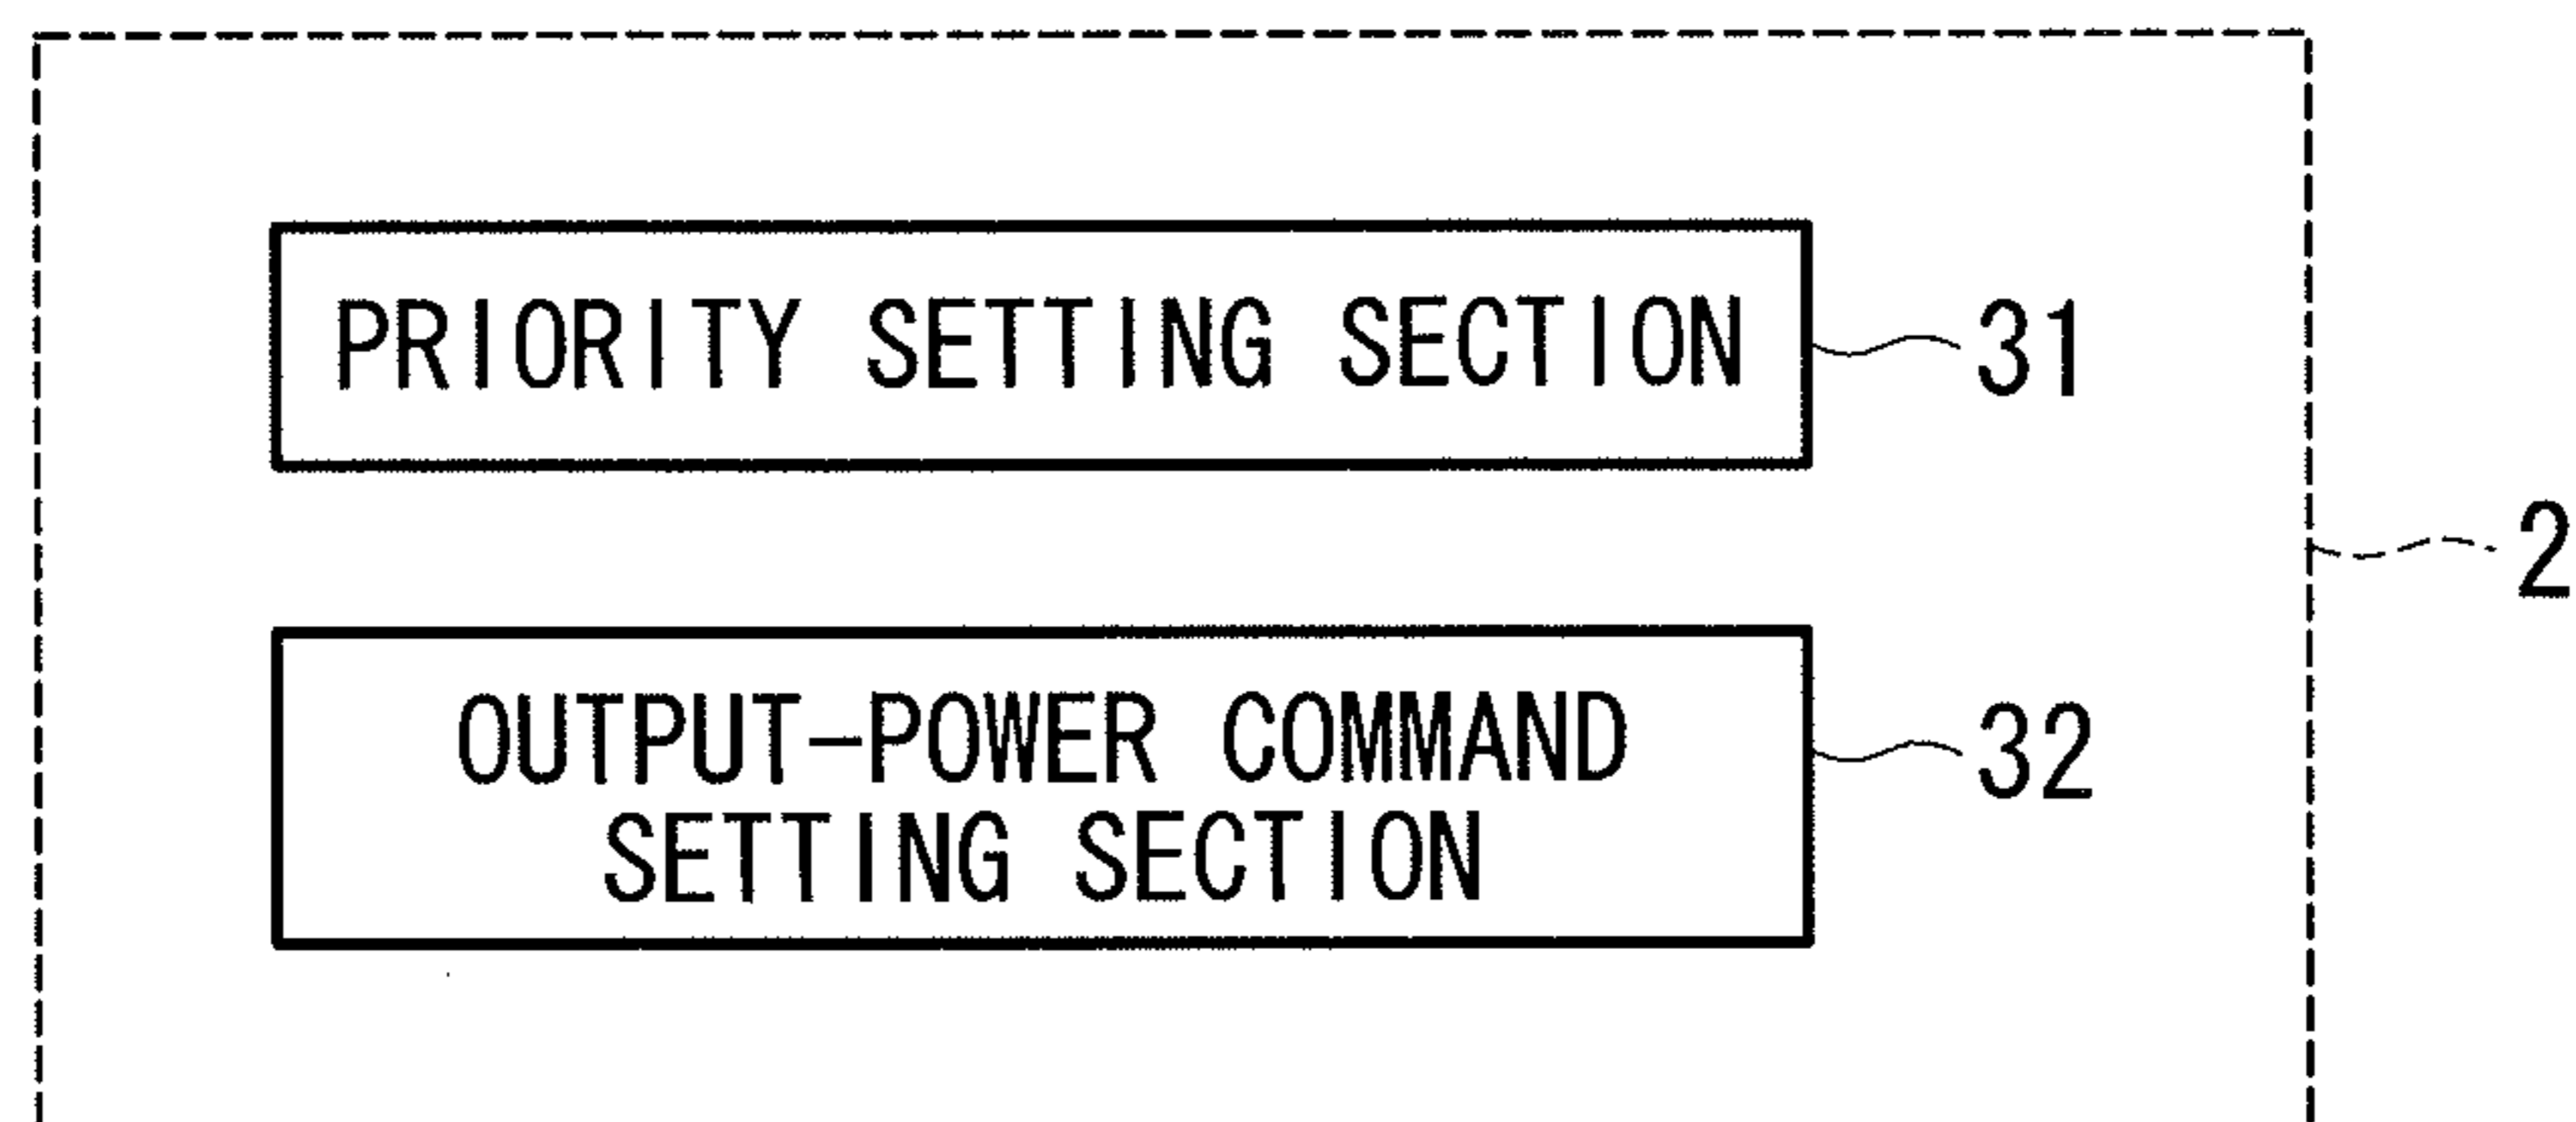 PRIORITY SETTING SECTION
31
2
OUTPUT-POWER COMMAND
SETTING SECTION
32